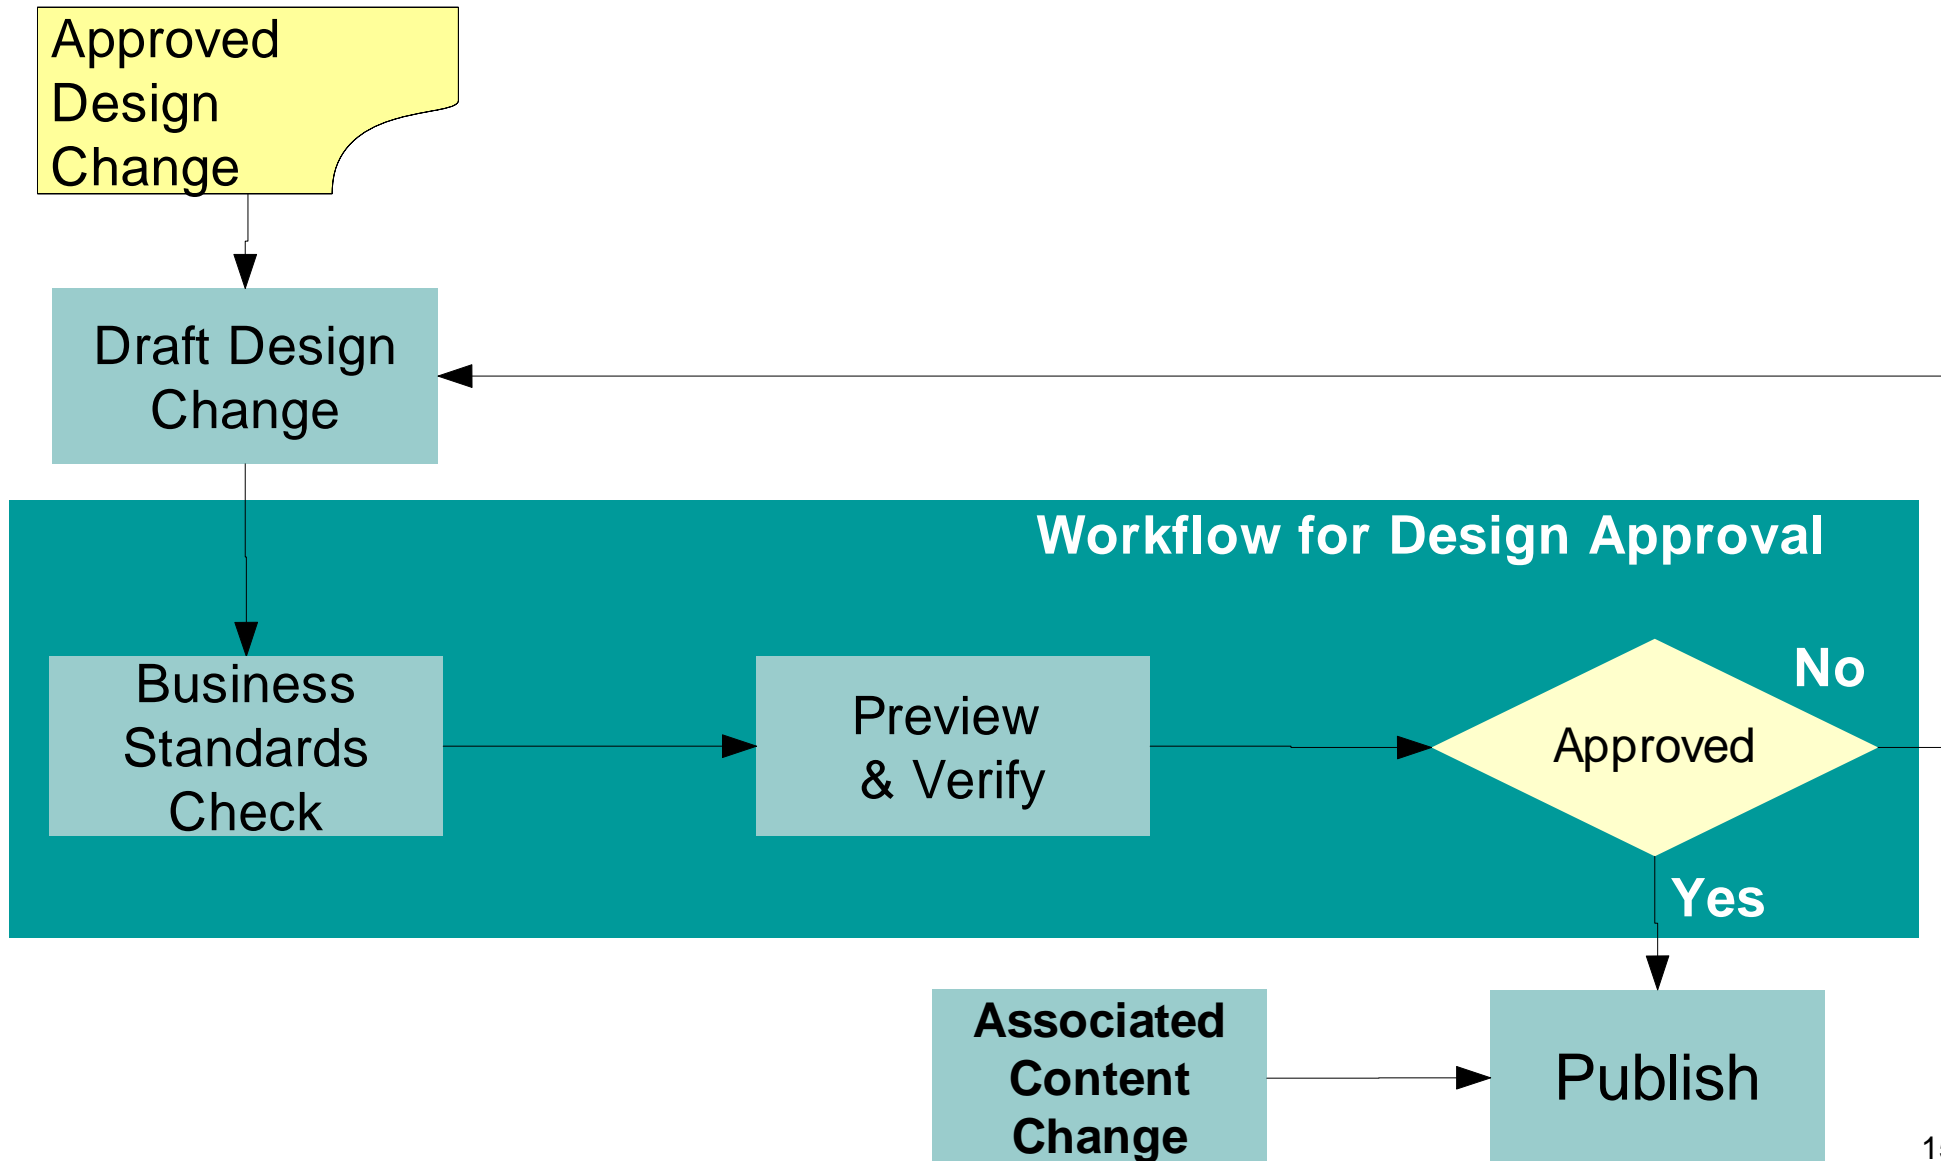 Approved
Design
Change
Draft Design
Change
Workflow for Design Approval
Business
Standards
Check
Preview
& Verify
Approved
No
Yes
Associated
Content
Change
Publish